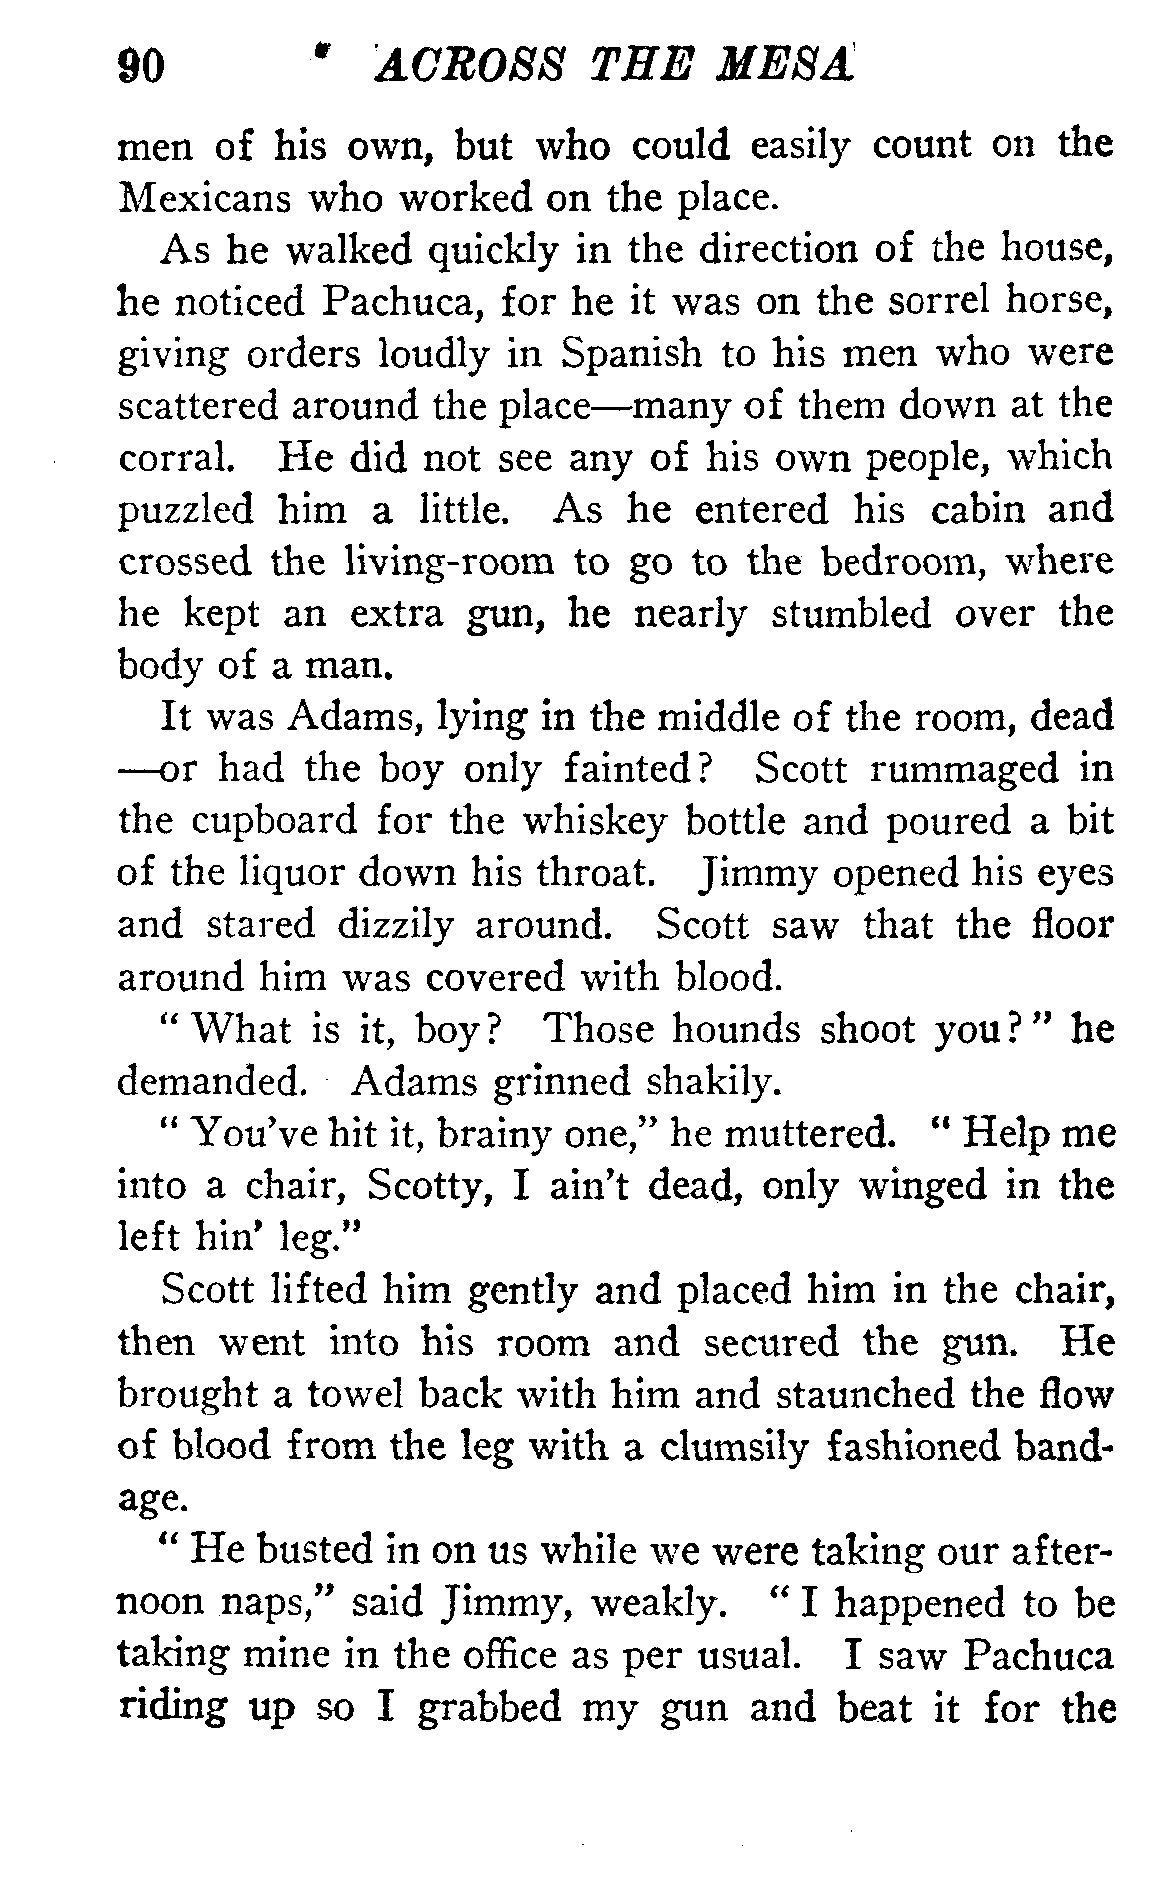 90 ACROSS THE MESA
men of his own, but who could easily count on the
Mexicans who worked on the place.
As he walked quickly in the direction of the house,
he noticed Pachuca, for he it was on the sorrel horse,
giving orders loudly in Spanish to his men who were
scattered around the place—many of them down at the
corral. He did not see any of his own people, which
puzzled him a little. As he entered his cabin and
crossed the living-room to go to the bedroom, where
he kept an extra gun, he nearly stumbled over the
body of a man.
It was Adams, lying in the middle of the room, dead
—or had the boy only fainted? Scott rummaged in
the cupboard for the whiskey bottle and poured a bit
of the liquor down his throat. Jimmy opened his eyes
and stared dizzily around. Scott saw that the floor
around him was covered with blood.
" What is it, boy? Those hounds shoot you? " he
demanded. Adams grinned shakily.
" You've hit it, brainy one," he muttered. " Help me
into a chair, Scotty, I ain't dead, only winged in the
left hin' leg."
Scott lifted him gently and placed him in the chair,
then went into his room and secured the gun. He
brought a towel back with him and staunched the flow
of blood from the leg with a clumsily fashioned band-
age.
" He busted in on us while we were taking our after-
noon naps," said Jimmy, weakly. " I happened to be
taking mine in the office as per usual. I saw Pachuca
riding up so I grabbed my gun and beat it for the